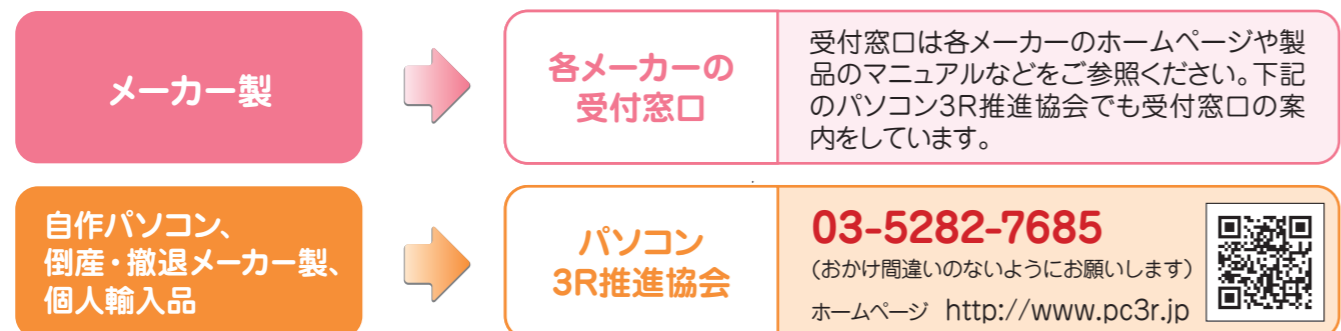 メーカー製
各メーカーの
受付窓口
受付窓口は各メーカーのホームページや製
品のマニュアルなどをご参照ください。下記
のパソコン3R推進協会でも受付窓口の案
内をしています。
自作パソコン、
倒産・撤退メーカー製、
個人輸入品
パソコン
3R推進協会
03-5282-7685
(おかけ間違いのないようにお願いします)
ホームページ http://www.pc3r.jp